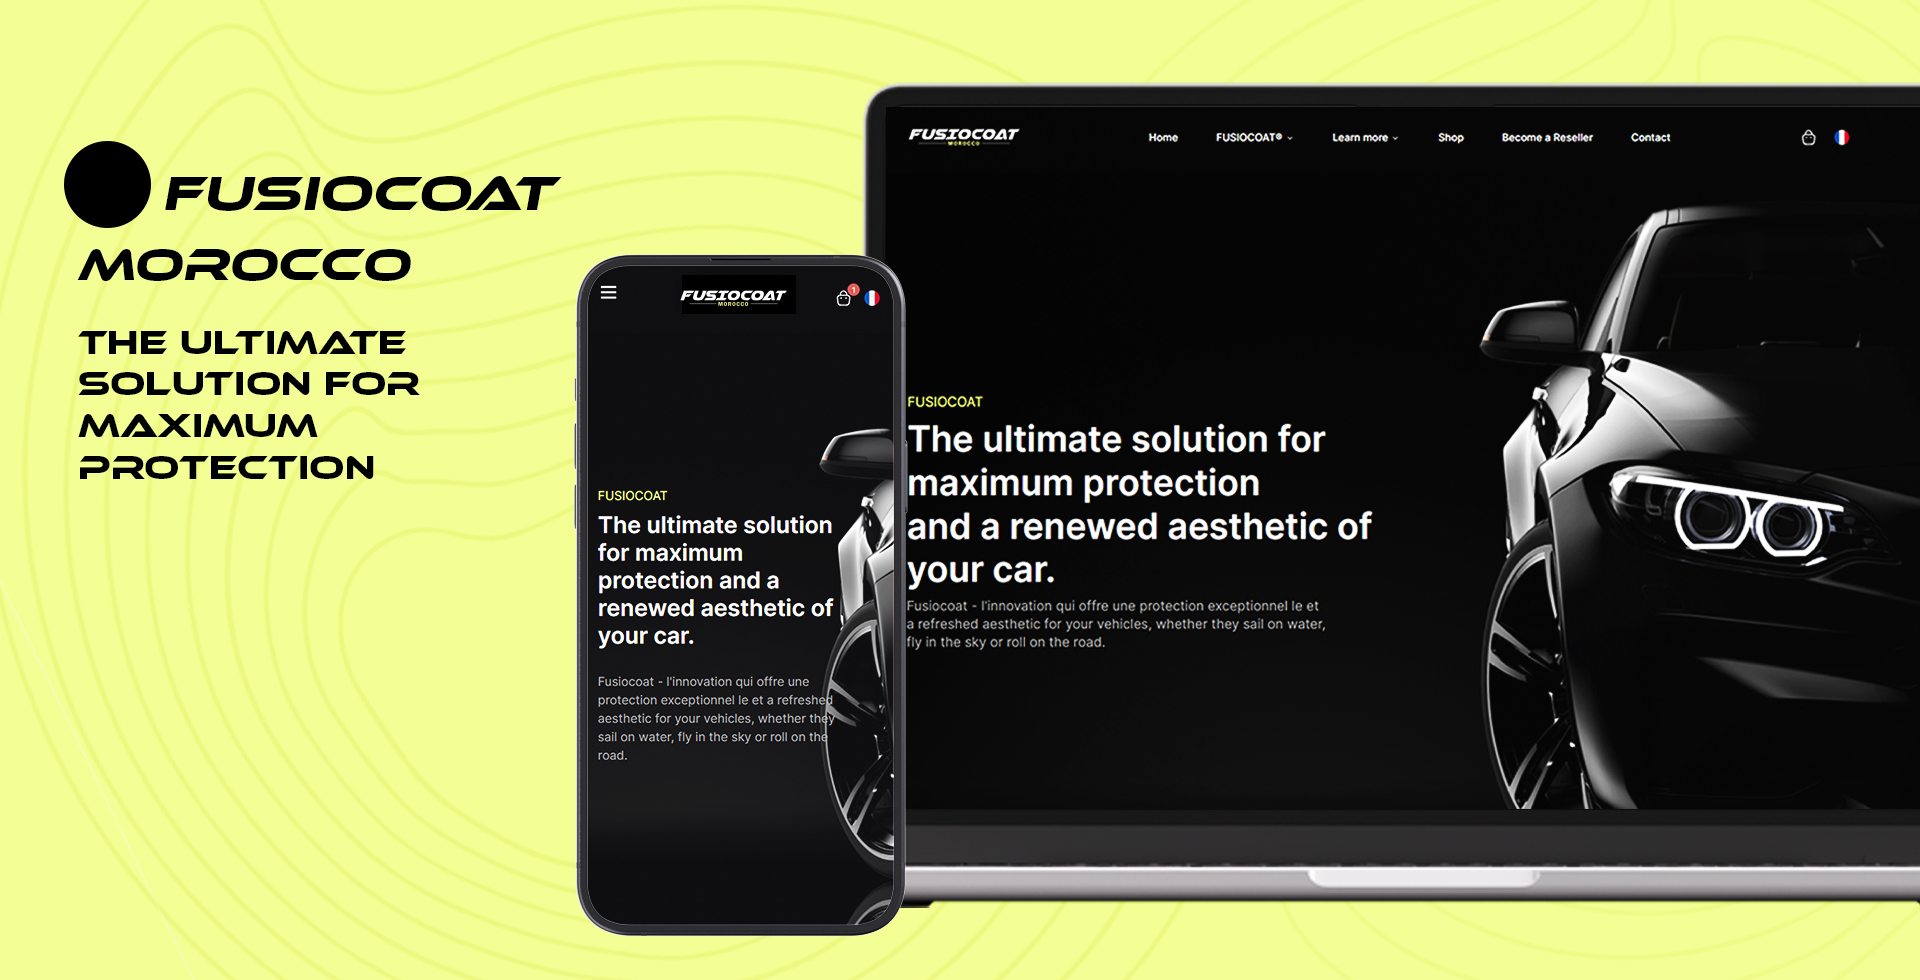 FUSIOCOAT
MOROCCO
THE ULTIMATE
SOLUTION FOR
MAXIMUM
PROTECTION
FUSIOCOAT
MOROCCO
1
FUSIOCOAT
The ultimate solution
for maximum
protection and a
renewed aesthetic of
your car.
Fusiocoat - l'innovation qui offre une
protection exceptionnel le et a refreshed
aesthetic for your vehicles, whether they
sail on water, fly in the sky or roll on the
road.
FUSIOCOAT
MOROCCO
Home FUSIOCOAT® Learn more Shop Become a Reseller Contact
FUSIOCOAT
The ultimate solution for
maximum protection
and a renewed aesthetic of
your car.
Fusiocoat - l'innovation qui offre une protection exceptionnel le et
a refreshed aesthetic for your vehicles, whether they sail on water,
fly in the sky or roll on the road.